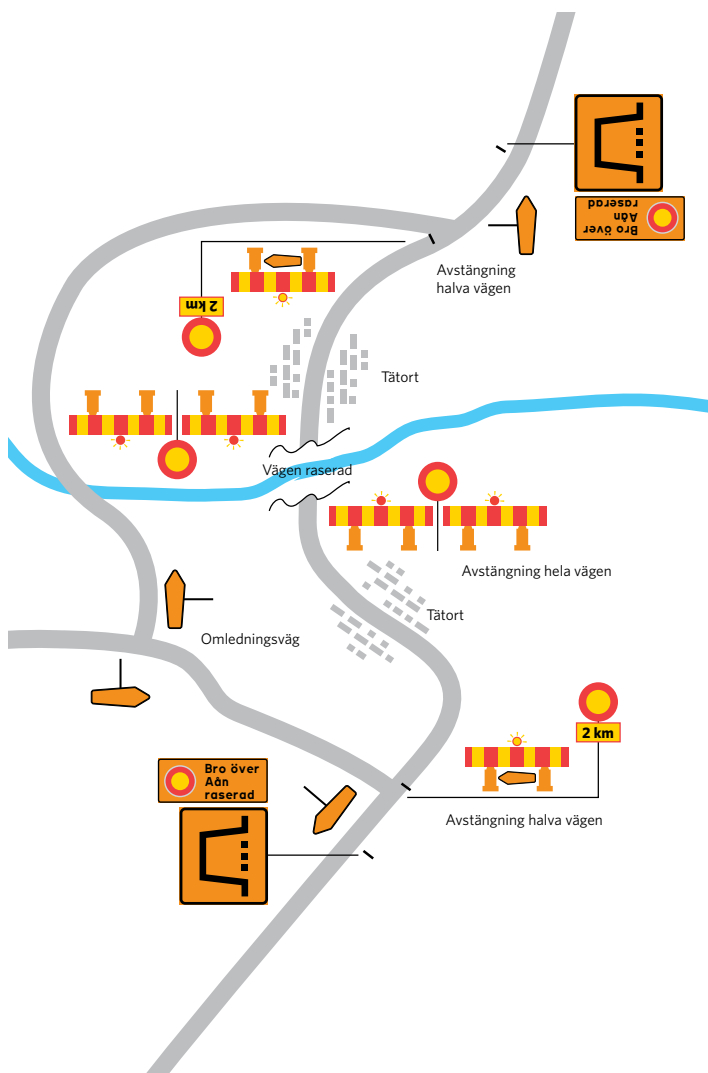 Bro över
Aån
raserad
Avstängning
halva vägen
2 km
Tätort
Vägen raserad
Avstängning hela vägen
Tätort
Omledningsväg
2 km
Bro över
Aån
raserad
Avstängning halva vägen